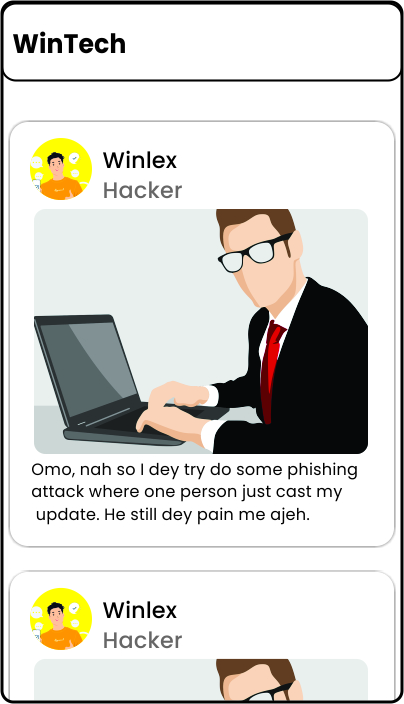 WinTech
Winlex
Hacker
Omo, nah so I dey try do some phishing
attack where one person just cast my
update. He still dey pain me ajeh.
Winlex
Hacker